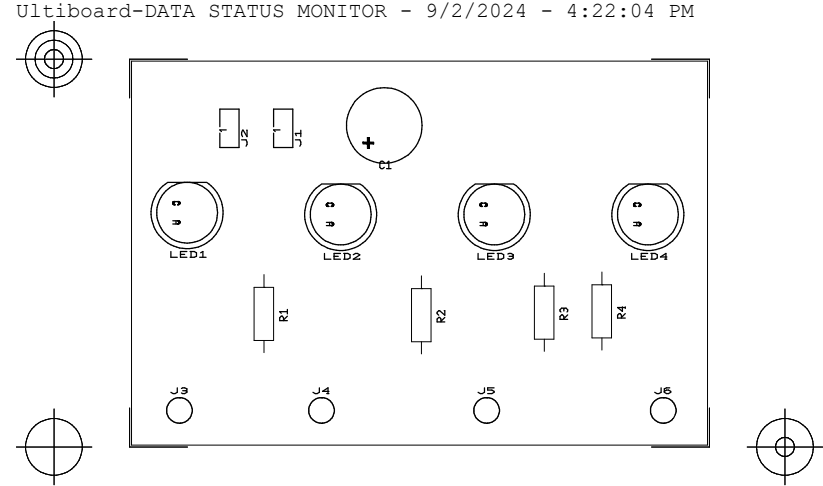 Ultiboard-DATA STATUS MONITOR - 9/2/2024 - 4:22:04 PM
1 J2 1 J1
+
C1
C C C C
A A A A
LED1 LED2 LED3 LED4
R1 R2 R3 R4
J3 J4 J5 J6